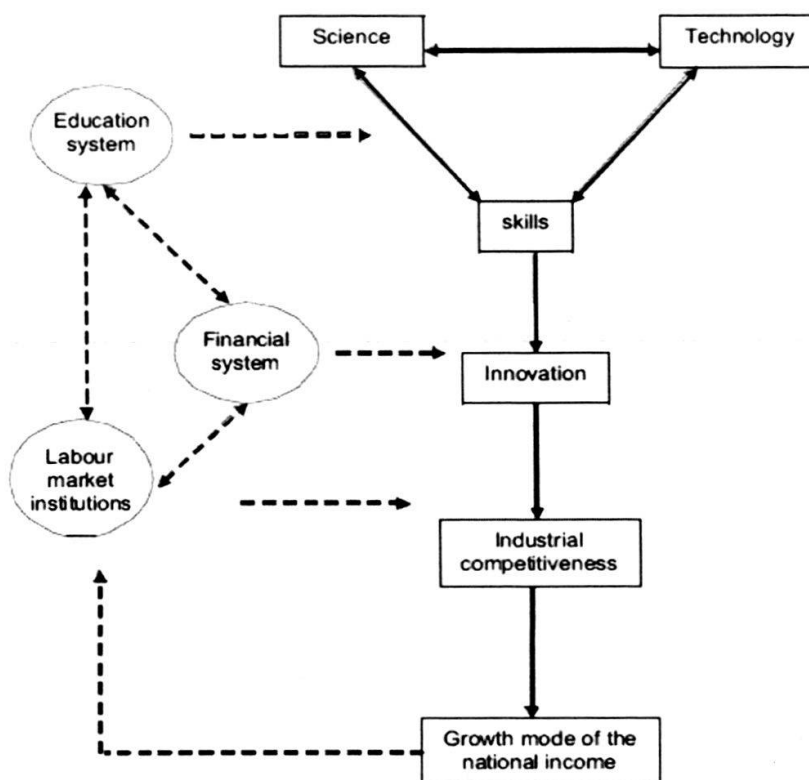 Science
Technology
Education
system
skills
Financial
system
Innovation
Labour
market
institutions
Industrial
competitiveness
Growth mode of the
national income